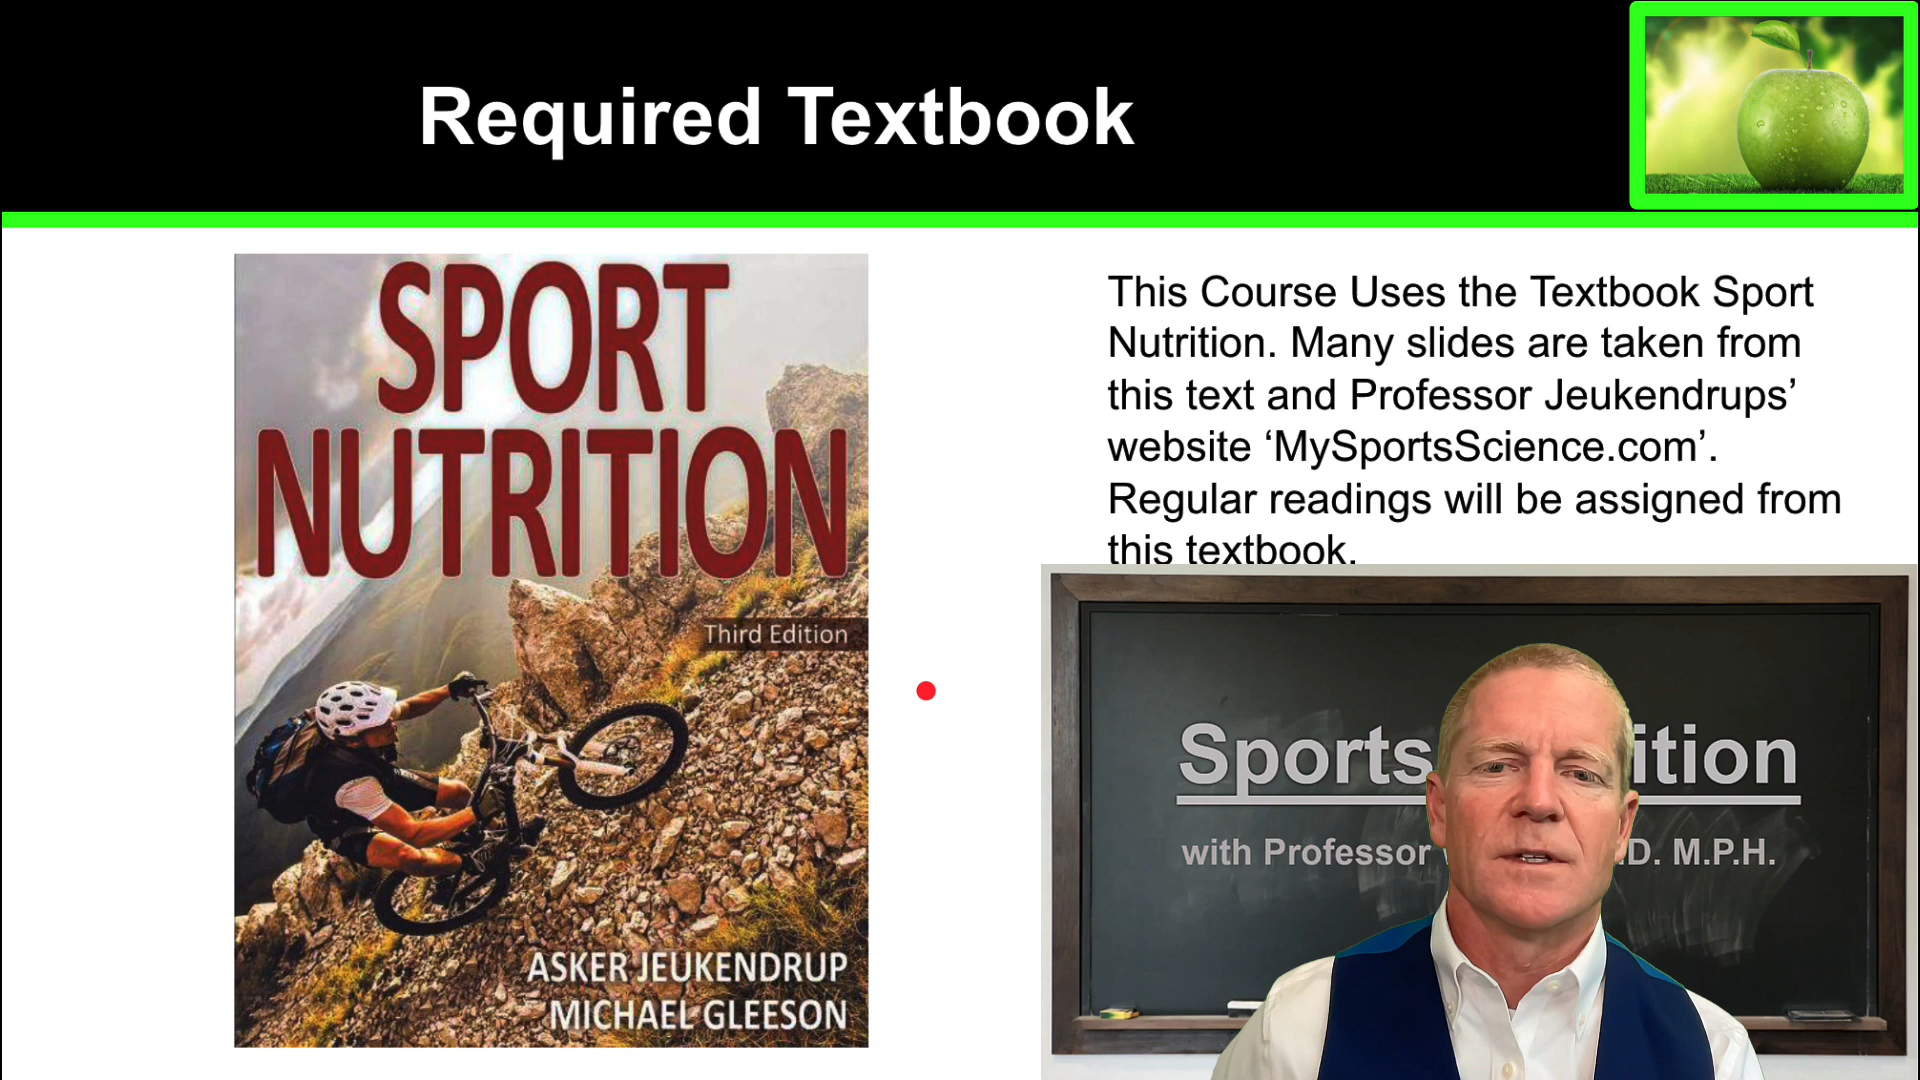 Required Textbook
SPORT
NUTRITION
Third Edition
ASKER JEUKENDRUP
MICHAEL GLEESON
This Course Uses the Textbook Sport
Nutrition. Many slides are taken from
this text and Professor Jeukendrups’
website ‘MySportsScience.com’.
Regular readings will be assigned from
this textbook.
Sports ition
with Professor .D. M.P.H.